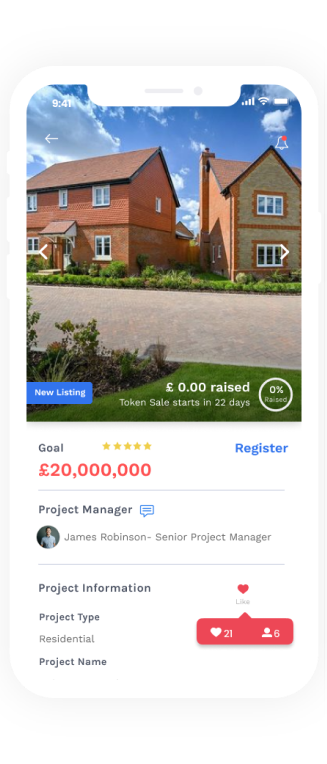 9:41
New Listing
£ 0.00 raised
Token Sale starts in 22 days
0%
Raised
Goal
Register
£20,000,000
Project Manager
James Robinson- Senior Project Manager
Project Information
Like
Project Type
21
6
Residential
Project Name